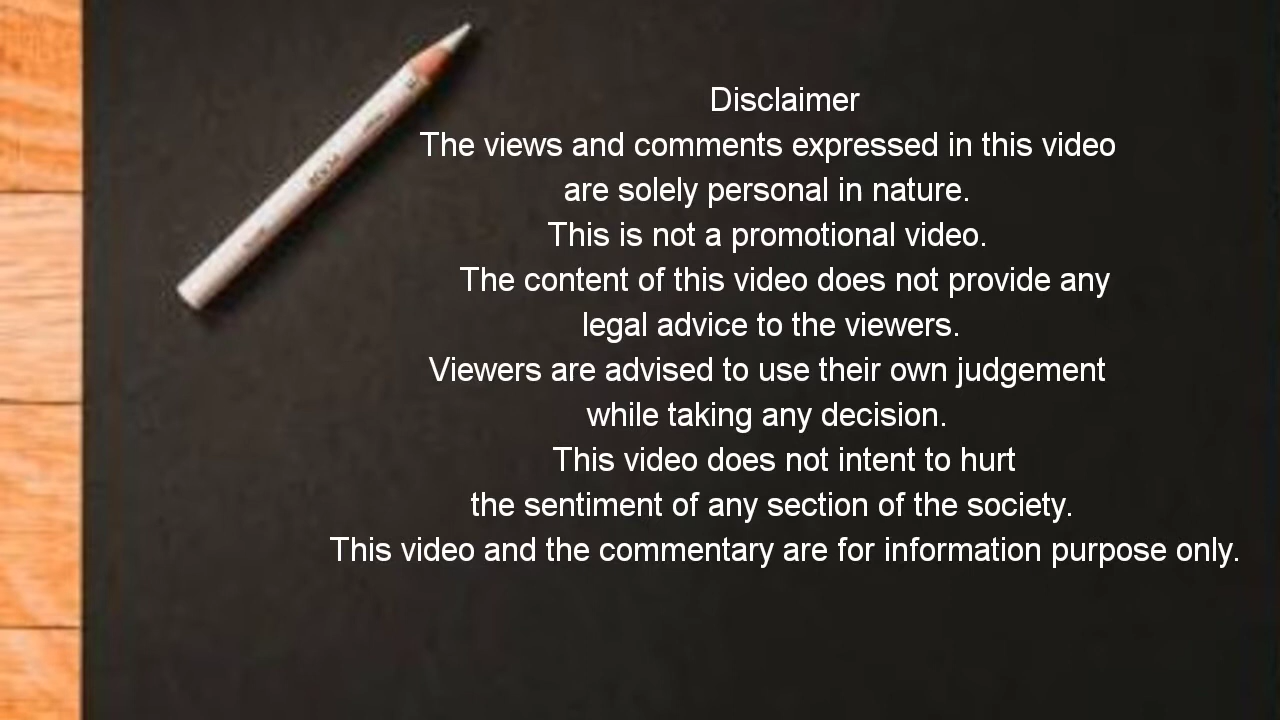 Disclaimer
The views and comments expressed in this video
are solely personal in nature.
This is not a promotional video.
The content of this video does not provide any
legal advice to the viewers.
Viewers are advised to use their own judgement
while taking any decision.
This video does not intent to hurt
the sentiment of any section of the society.
This video and the commentary are for information purpose only.